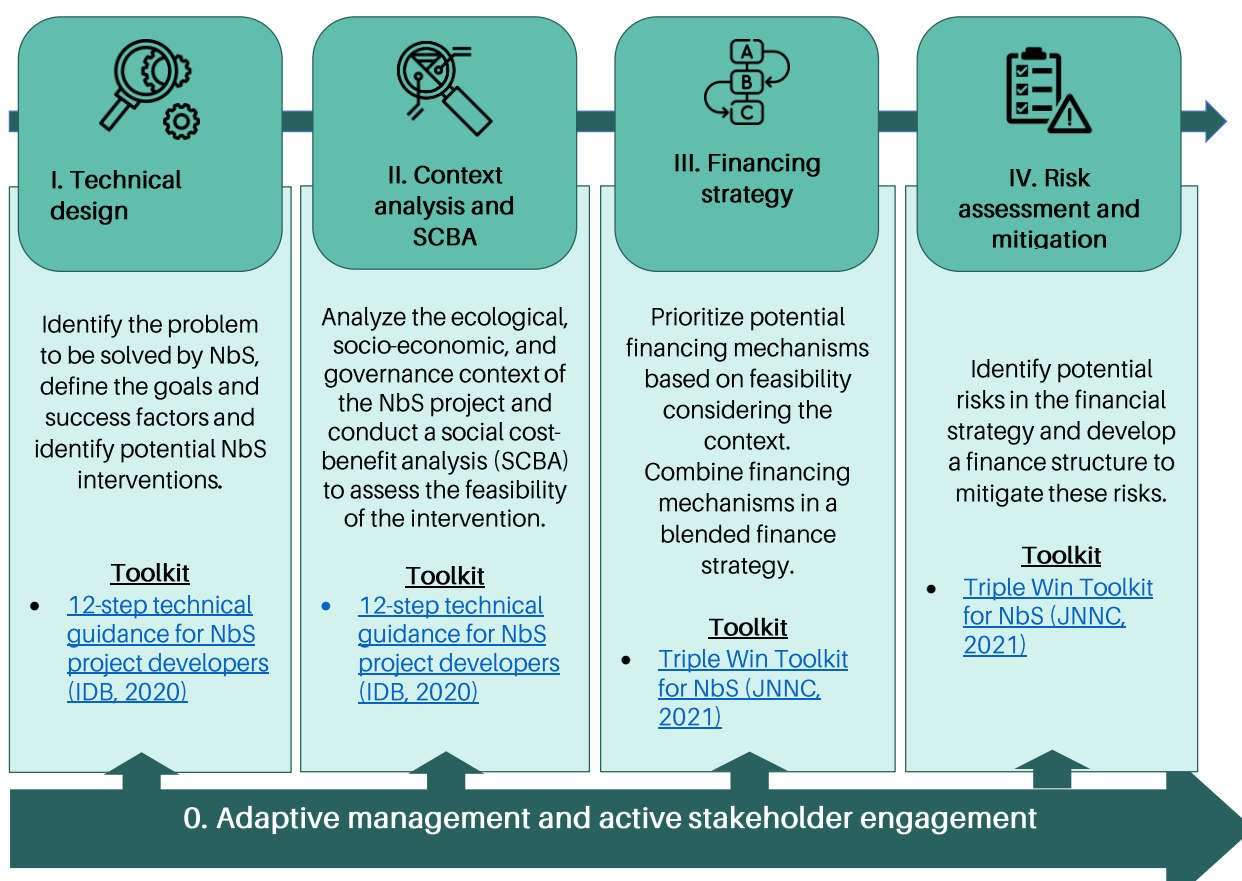 A
B
C
I. Technical
design
II. Context
analysis and
SCBA
III. Financing
strategy
IV. Risk
assessment and
mitigation
Identify the problem
to be solved by NbS,
define the goals and
success factors and
identify potential NbS
interventions.
Toolkit
• 12-step technical
guidance for NbS
project developers
(IDB, 2020)
Analyze the ecological,
socio-economic, and
governance context of
the NbS project and
conduct a social cost-
benefit analysis (SCBA)
to assess the feasibility
of the intervention.
Toolkit
• 12-step technical
guidance for NbS
project developers
(IDB, 2020)
Prioritize potential
financing mechanisms
based on feasibility
considering the
context.
Combine financing
mechanisms in a
blended finance
strategy.
Toolkit
• Triple Win Toolkit
for NbS (JNNC,
2021)
Identify potential
risks in the financial
strategy and develop
a finance structure to
mitigate these risks.
Toolkit
• Triple Win Toolkit
for NbS (JNNC,
2021)
0. Adaptive management and active stakeholder engagement